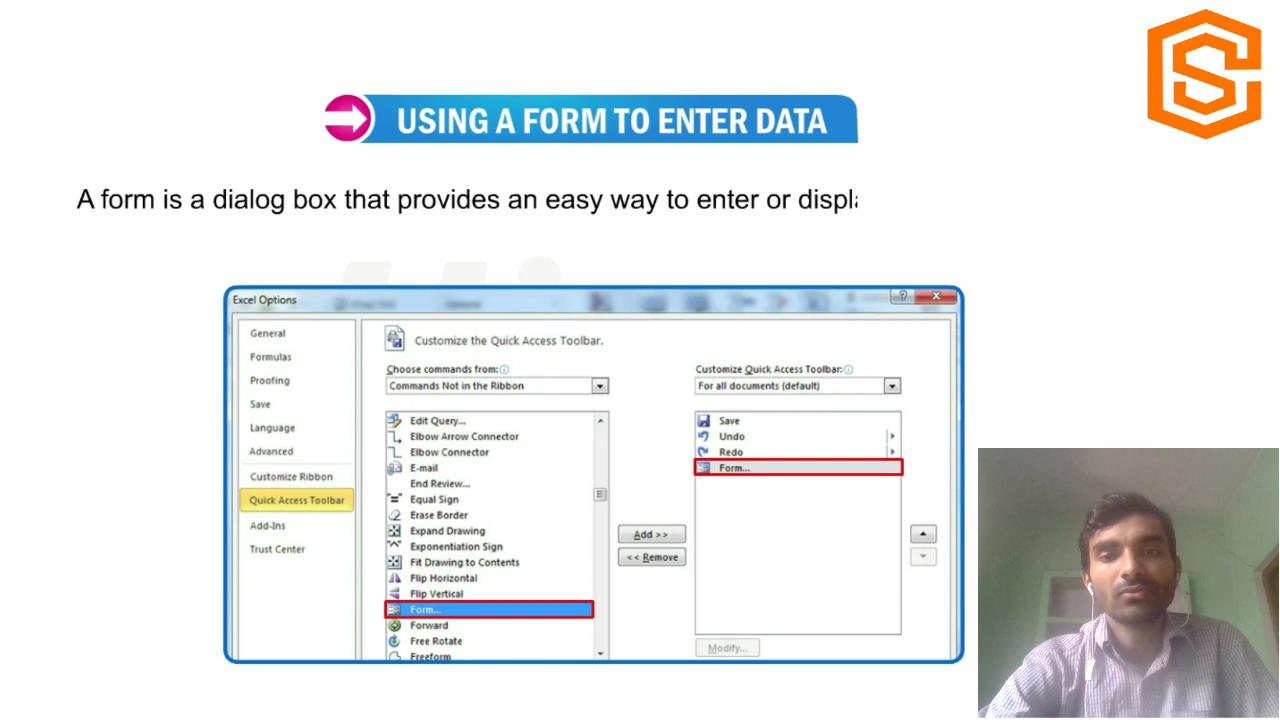 USING A FORM TO ENTER DATA
A form is a dialog box that provides an easy way to enter or displa
Excel Options
General
Formulas
Proofing
Save
Language
Advanced
Customize Ribbon
Quick Access Toolbar
Add-Ins
Trust Center
Customize the Quick Access Toolbar.
Choose commands from:
Commands Not in the Ribbon
Edit Query...
Elbow Arrow Connector
Elbow Connector
E-mail
End Review...
Equal Sign
Erase Border
Expand Drawing
Exponentiation Sign
Fit Drawing to Contents
Flip Horizontal
Flip Vertical
Form...
Forward
Free Rotate
Freeform
Add >>
<< Remove
Customize Quick Access Toolbar:
For all documents (default)
Save
Undo
Redo
Form...
Modify...